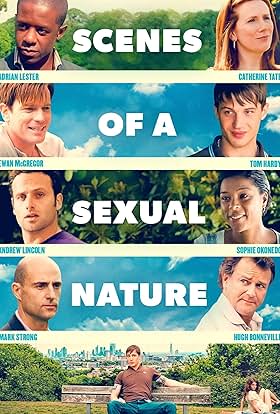 SCENES
ADRIAN LESTER
CATHERINE TATE
OF A
EWAN McGREGOR
TOM HARDY
SEXUAL
ANDREW LINCOLN
SOPHIE OKONEDO
NATURE
MARK STRONG
HUGH BONNEVILLE